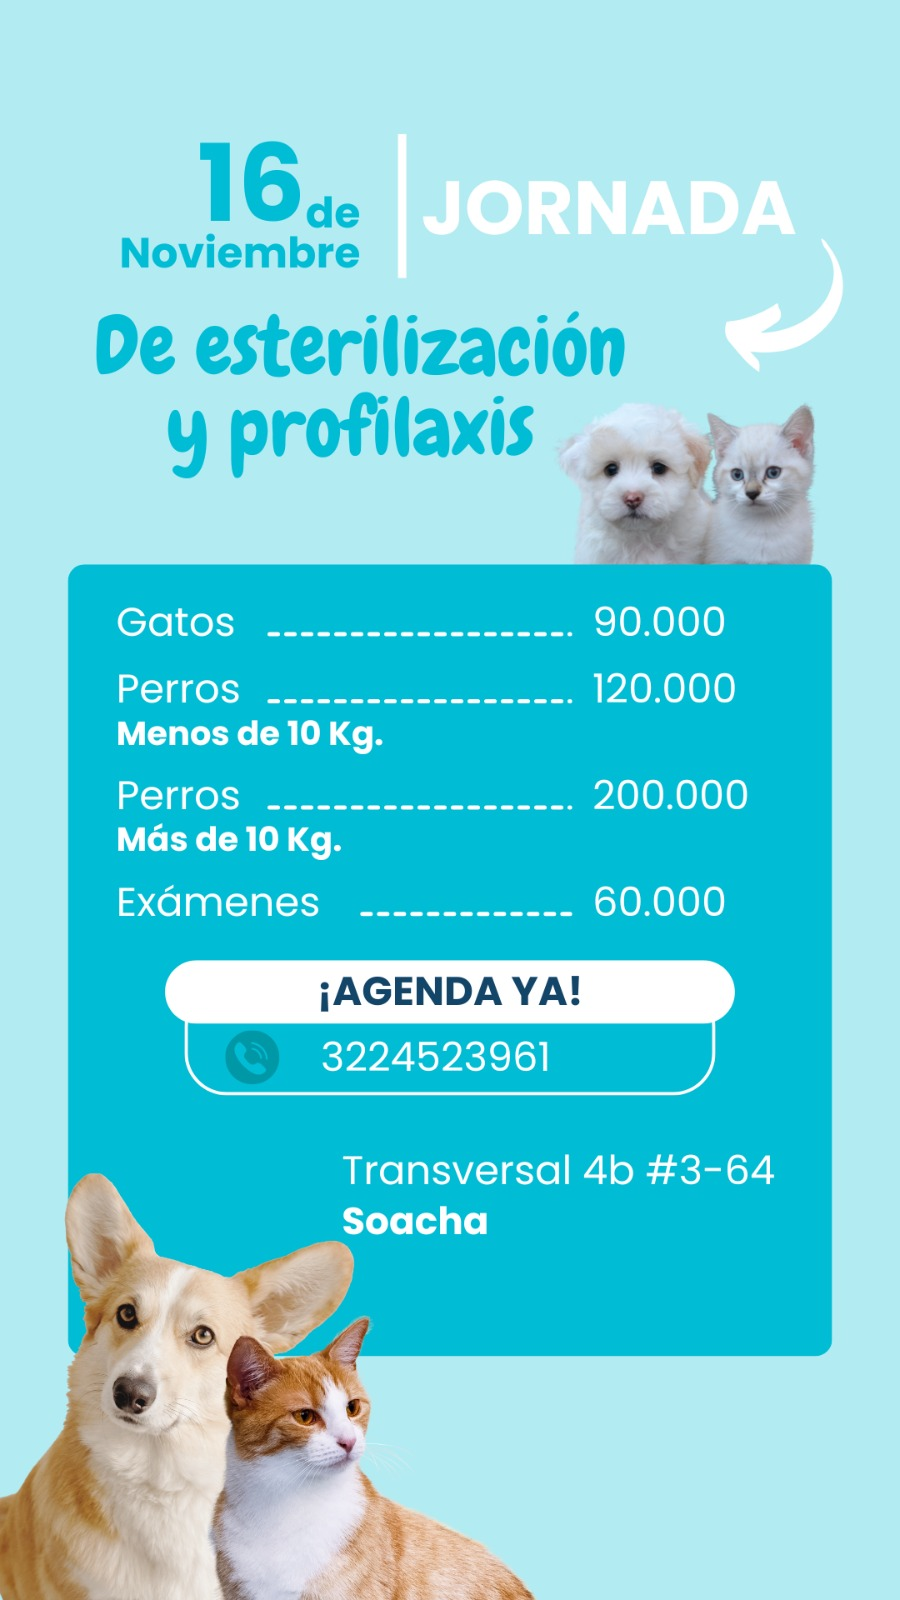 16 de
Noviembre
JORNADA
De esterilización
y profilaxis
Gatos ------------------. 90.000
Perros ------------------. 120.000
Menos de 10 Kg.
Perros ------------------. 200.000
Más de 10 Kg.
Exámenes ------------- 60.000
¡AGENDA YA!
3224523961
Transversal 4b #3-64
Soacha